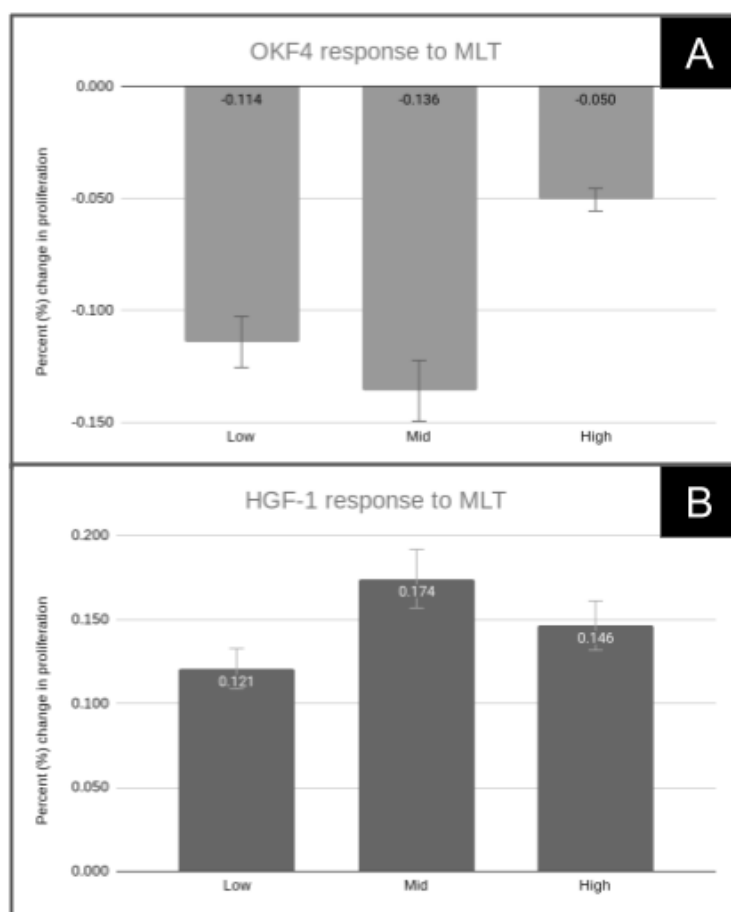 OKF4 response to MLT
A
0.000
-0.114
-0.136
-0.050
-0.050
-0.100
-0.150
Percent (%) change in proliferation
Low
Mid
High
HGF-1 response to MLT
B
0.200
0.150
0.100
0.050
0.000
0.121
0.174
0.146
Percent (%) change in proliferation
Low
Mid
High